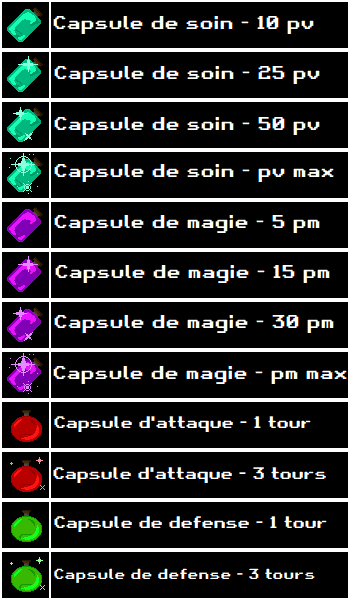 Capsule de soin - 10 pv
Capsule de soin - 25 pv
Capsule de soin - 50 pv
Capsule de soin - pv max
Capsule de magie - 5 pm
Capsule de magie - 15 pm
Capsule de magie - 30 pm
Capsule de magie - pm max
Capsule d'attaque - 1 tour
Capsule d'attaque - 3 tours
Capsule de defense - 1 tour
Capsule de defense - 3 tours